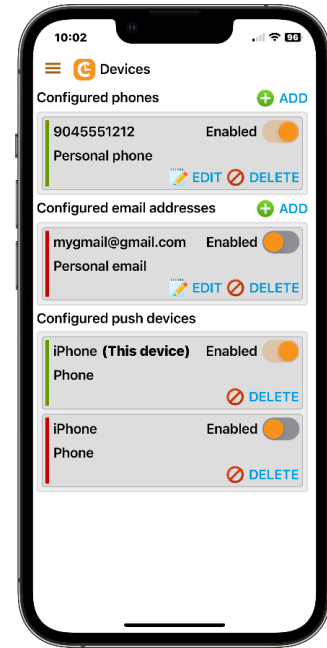 10:02
96
Devices
Configured phones ADD
9045551212 Enabled
Personal phone
EDIT DELETE
Configured email addresses ADD
mygmail@gmail.com Enabled
Personal email
EDIT DELETE
Configured push devices
iPhone (This device) Enabled
Phone
DELETE
iPhone Enabled
Phone
DELETE